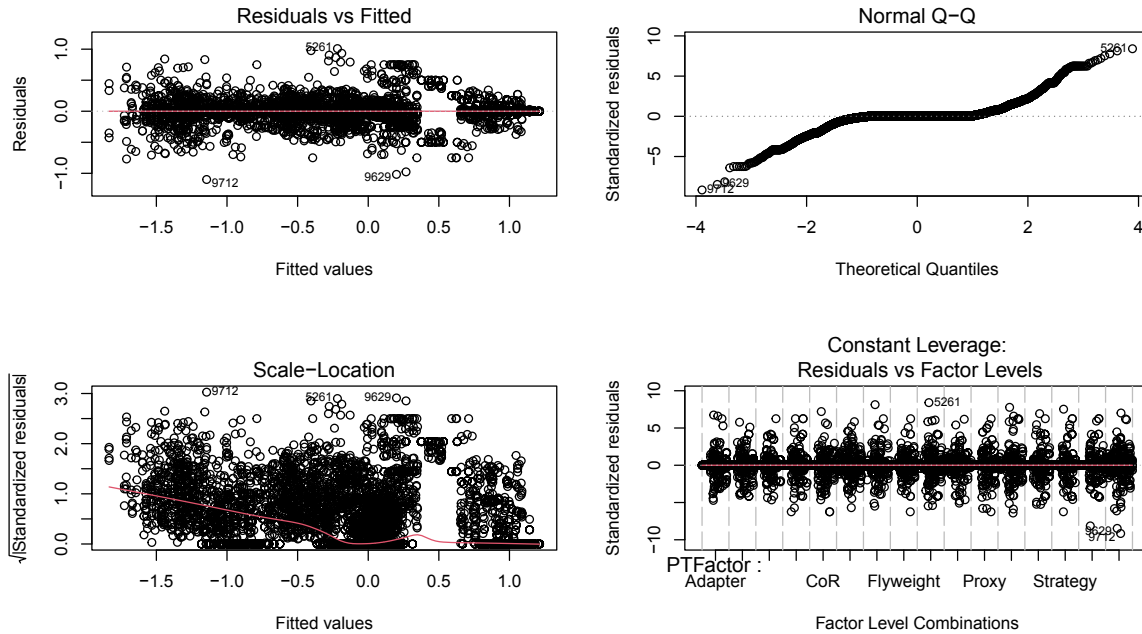 Residuals vs Fitted
Residuals
1.0
0.0
−1.0
5261
9712
9629
−1.5 −1.0 −0.5 0.0 0.5 1.0
Fitted values
Normal Q−Q
Standardized residuals
10
5
0
−5
5261
9629
9712
−4 −2 0 2 4
Theoretical Quantiles
Scale−Location
√|Standardized residuals|
3.0
2.0
1.0
0.0
9712
5261
9629
−1.5 −1.0 −0.5 0.0 0.5 1.0
Fitted values
Constant Leverage:
Residuals vs Factor Levels
Standardized residuals
10
5
0
−5
−10
5261
9629
9712
PTFactor :
Adapter CoR Flyweight Proxy Strategy
Factor Level Combinations